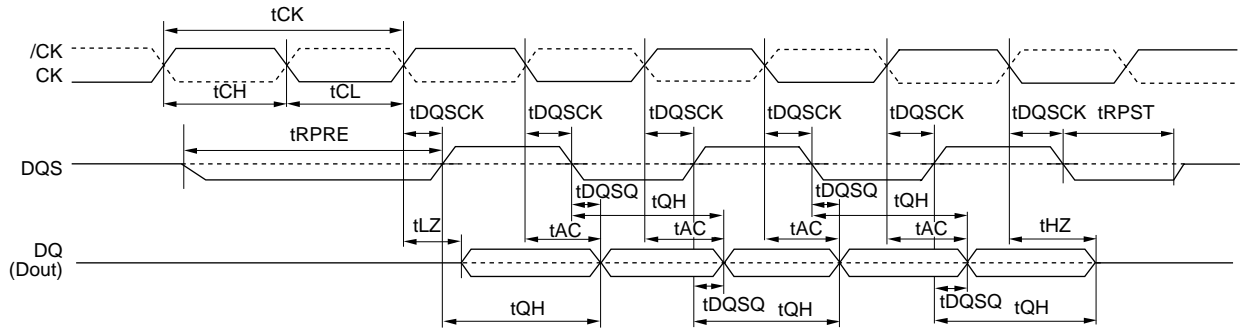 tCK
/CK
CK
tCH tCL
tDQSCK tDQSCK tDQSCK tDQSCK tDQSCK tDQSCK tRPST
tRPRE
DQS
tDQSQ tQH tDQSQ tQH
tLZ tAC tAC tAC tAC tHZ
DQ
(Dout)
tDQSQ tQH tDQSQ tQH
tQH